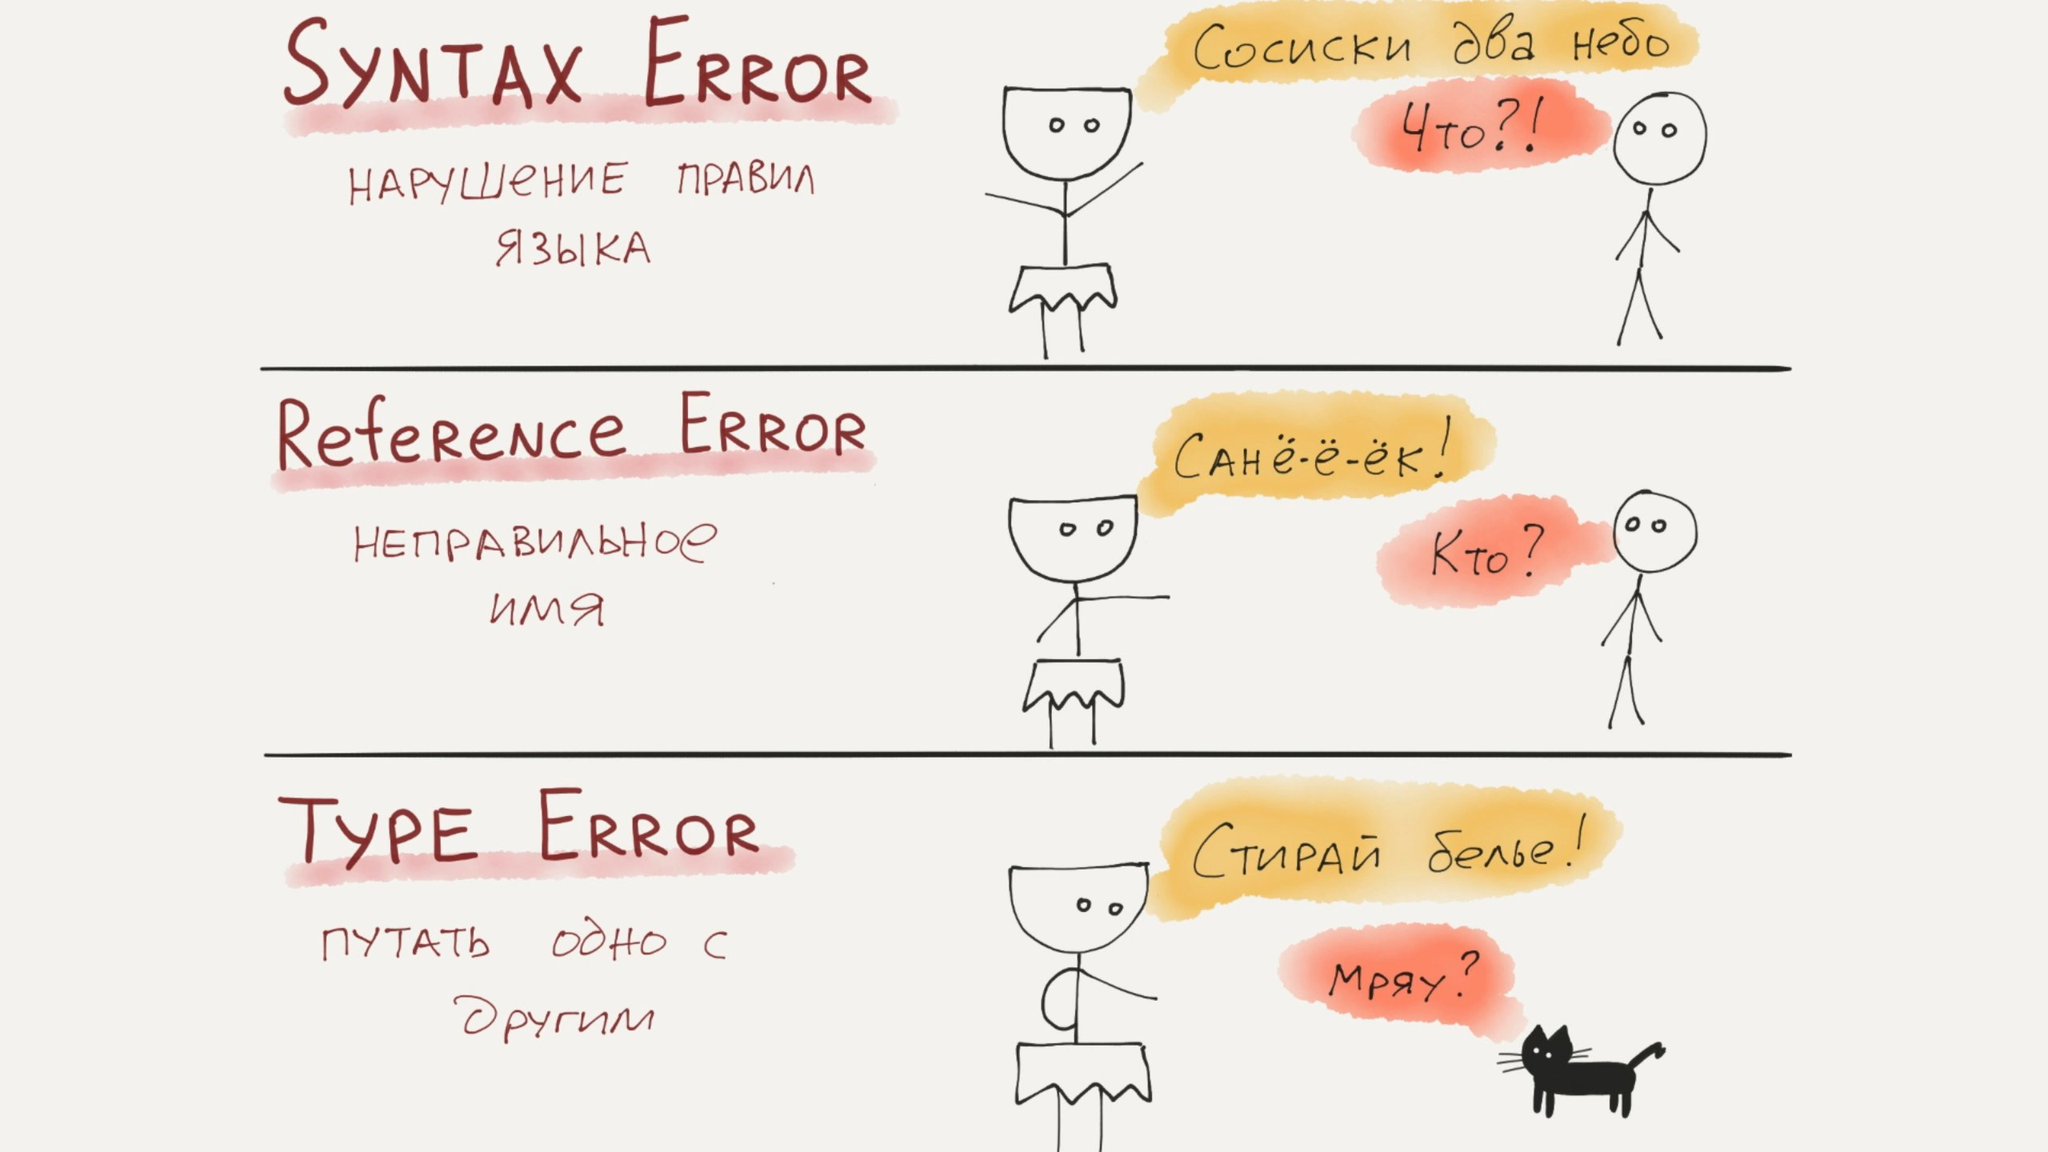 SYNTAX ERROR
НАРУШЕНИЕ ПРАВИЛ
ЯЗЫКА
Сосиски два небо
Что?!
Reference Error
НЕПРАВИЛЬНОЕ
ИМЯ
Санё-ё-ёк!
Кто?
TYPE ERROR
ПУТАТЬ ОДНО С
ДРУГИМ
Стирай белье!
Мряу?